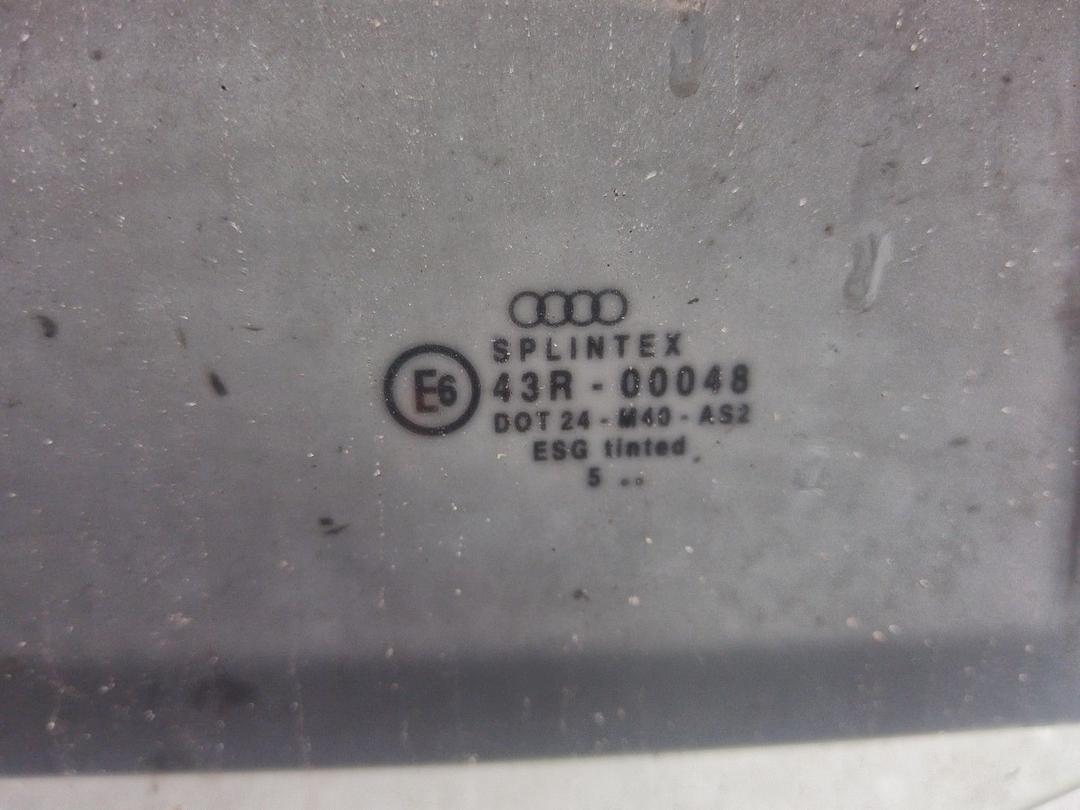 SPLINTEX
E6 43R - 00048
DOT 24 - M40 - AS2
ESG tinted
5 ..